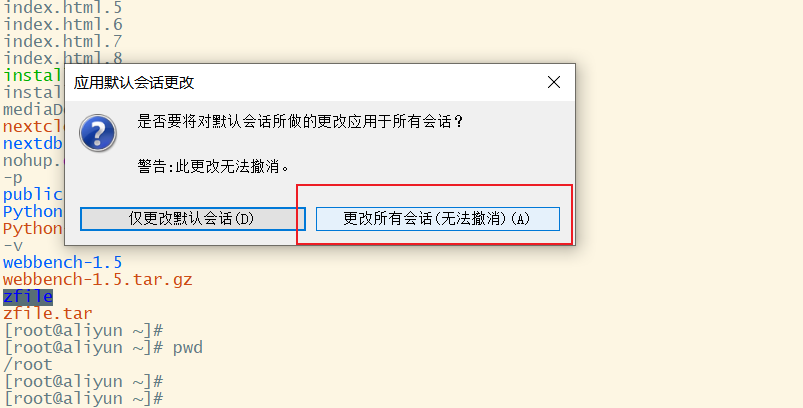 index.html.5
index.html.6
index.html.7
index.html.8
instal
instal
mediaD
nextcl
nextdb
nohup.
-p
public
Python
Python
-v
webbench-1.5
webbench-1.5.tar.gz
zfile
zfile.tar
[root@aliyun ~]#
[root@aliyun ~]# pwd
/root
[root@aliyun ~]#
[root@aliyun ~]#
应用默认会话更改
是否要将对默认会话所做的更改应用于所有会话？
警告:此更改无法撤消。
仅更改默认会话(D)
更改所有会话(无法撤消)(A)